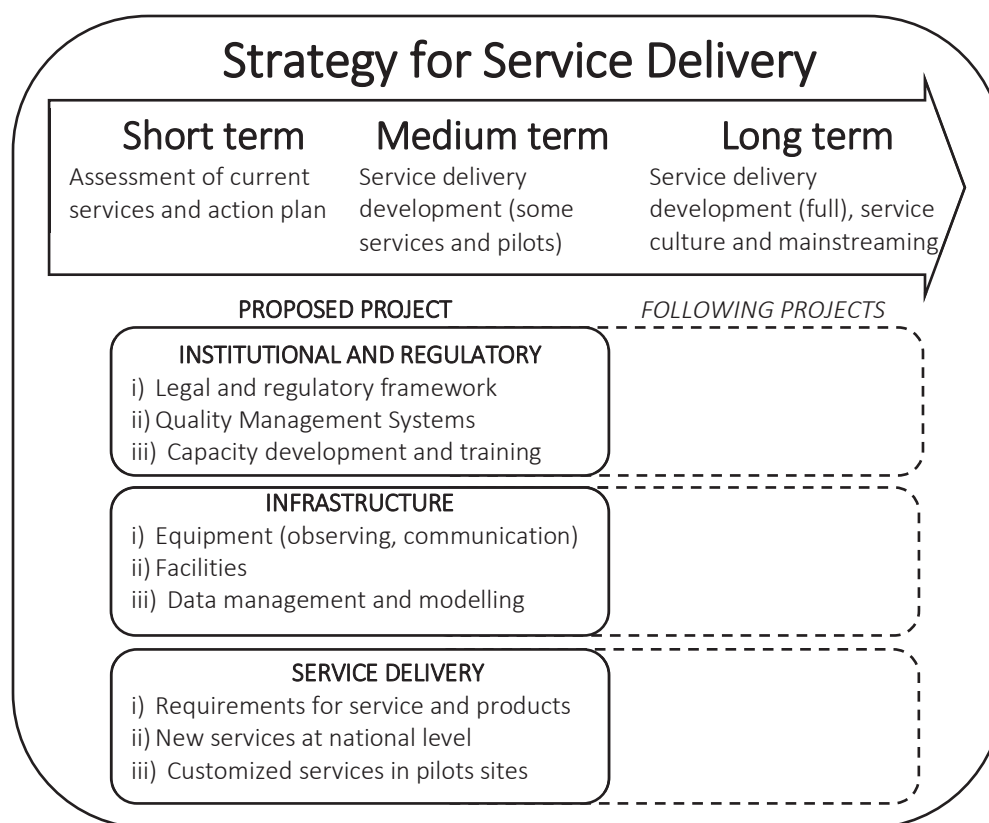 Strategy for Service Delivery
Short term
Assessment of current
services and action plan
Medium term
Service delivery
development (some
services and pilots)
Long term
Service delivery
development (full), service
culture and mainstreaming
PROPOSED PROJECT
FOLLOWING PROJECTS
INSTITUTIONAL AND REGULATORY
i) Legal and regulatory framework
ii) Quality Management Systems
iii) Capacity development and training
INFRASTRUCTURE
i) Equipment (observing, communication)
ii) Facilities
iii) Data management and modelling
SERVICE DELIVERY
i) Requirements for service and products
ii) New services at national level
iii) Customized services in pilots sites